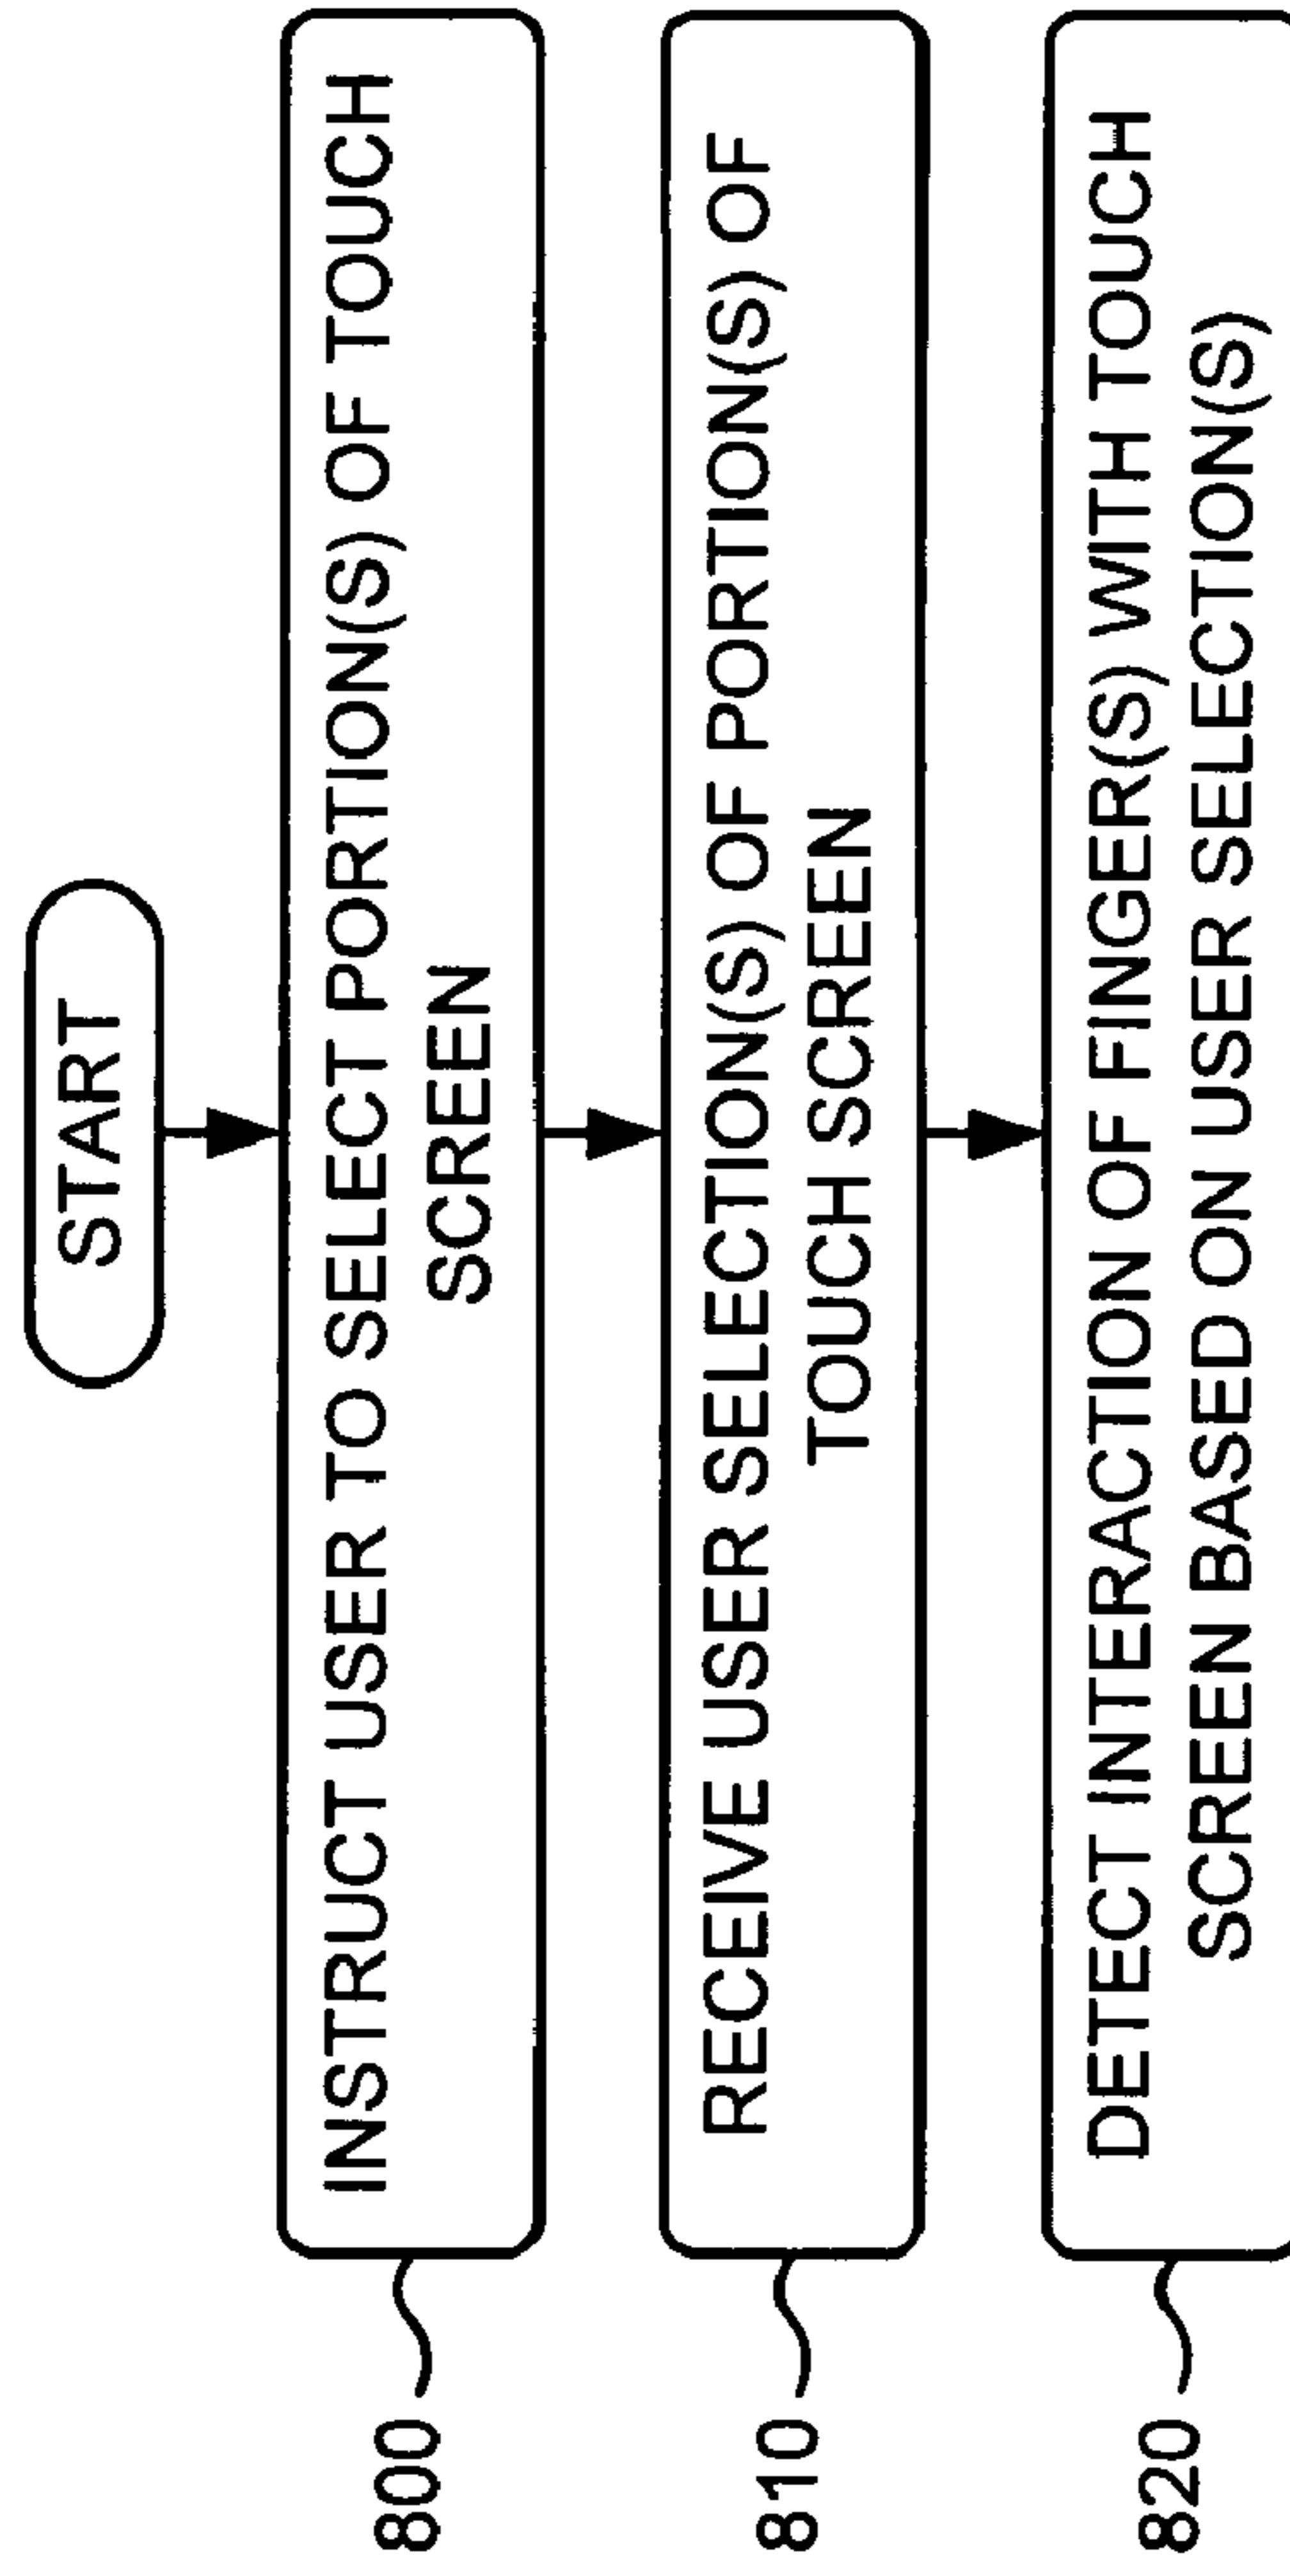 START
INSTRUCT USER TO SELECT PORTION(S) OF TOUCH
SCREEN
800
RECEIVE USER SELECTION(S) OF PORTION(S) OF
TOUCH SCREEN
810
DETECT INTERACTION OF FINGER(S) WITH TOUCH
SCREEN BASED ON USER SELECTION(S)
820